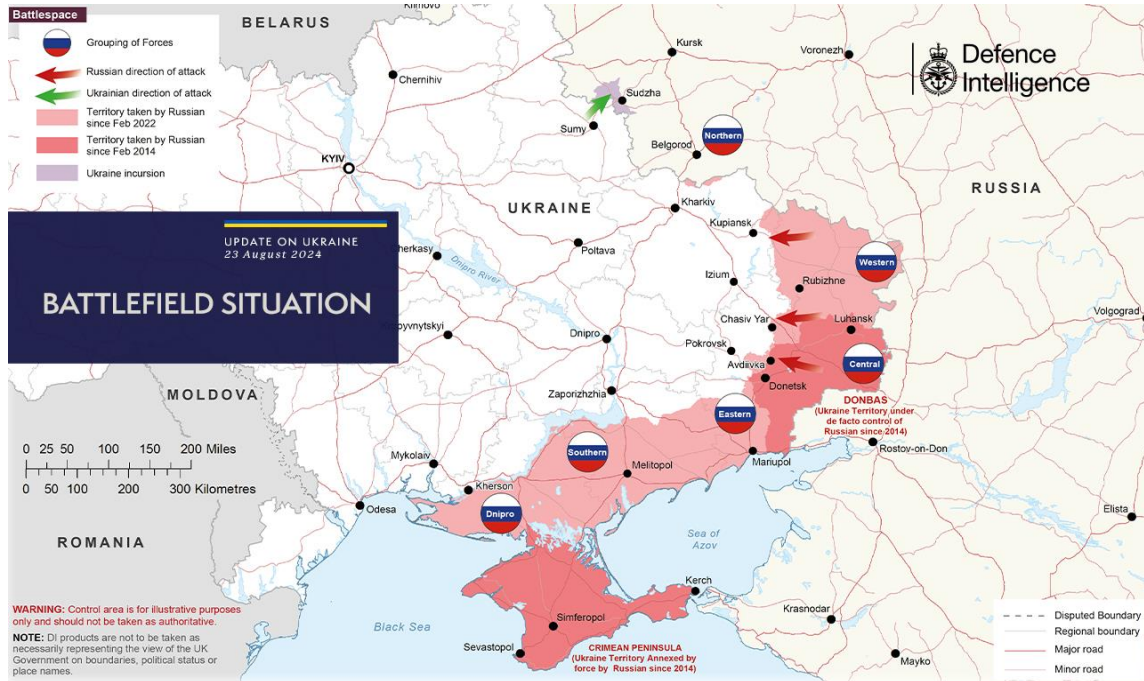 Battlespace
Grouping of Forces
Russian direction of attack
Ukrainian direction of attack
Territory taken by Russian
since Feb 2022
Territory taken by Russian
since Feb 2014
Ukraine incursion
BELARUS
Chernihiv
KYIV
Kursk
Voronezh
Defence
Intelligence
Sudzha
Sumy
Northern
Belgorod
RUSSIA
UPDATE ON UKRAINE
23 August 2024
BATTLEFIELD SITUATION
UKRAINE
Kharkiv
Kupiansk
Poltava
Dnipro River
Western
Izium
Rubizhne
Chasiv Yar
Luhansk
Volgograd
Dnipro
Pokrovsk
Avdiivka
Central
Donetsk
MOLDOVA
Zaporizhzhia
Eastern
DONBAS
(Ukraine Territory under
de facto control of
Russian since 2014)
0 25 50 100 150 200 Miles
0 50 100 200 300 Kilometres
Southern
Mykolaiv
Melitopol
Mariupol
Rostov-on-Don
Kherson
Dnipro
Odesa
Elista
ROMANIA
Sea of
Azov
Kerch
Krasnodar
Simferopol
Black Sea
Sevastopol
CRIMEAN PENINSULA
(Ukraine Territory Annexed by
force by Russian since 2014)
Mayko
WARNING: Control area is for illustrative purposes
only and should not be taken as authoritative.
NOTE: DI products are not to be taken as
necessarily representing the view of the UK
Government on boundaries, political status or
place names.
Disputed Boundary
Regional boundary
Major road
Minor road